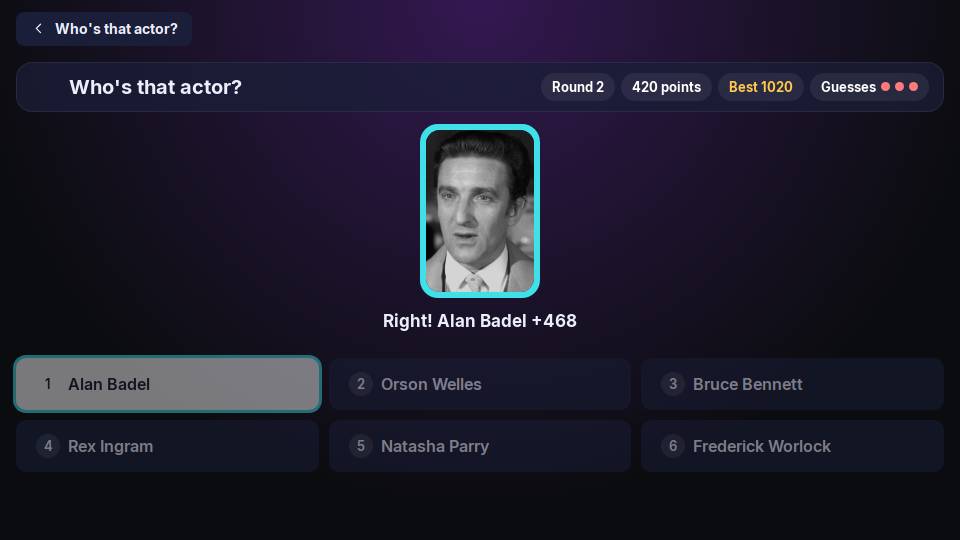 Who's that actor?
Who's that actor?
Round 2
420 points
Best 1020
Guesses
Right! Alan Badel +468
1 Alan Badel
2 Orson Welles
3 Bruce Bennett
4 Rex Ingram
5 Natasha Parry
6 Frederick Worlock